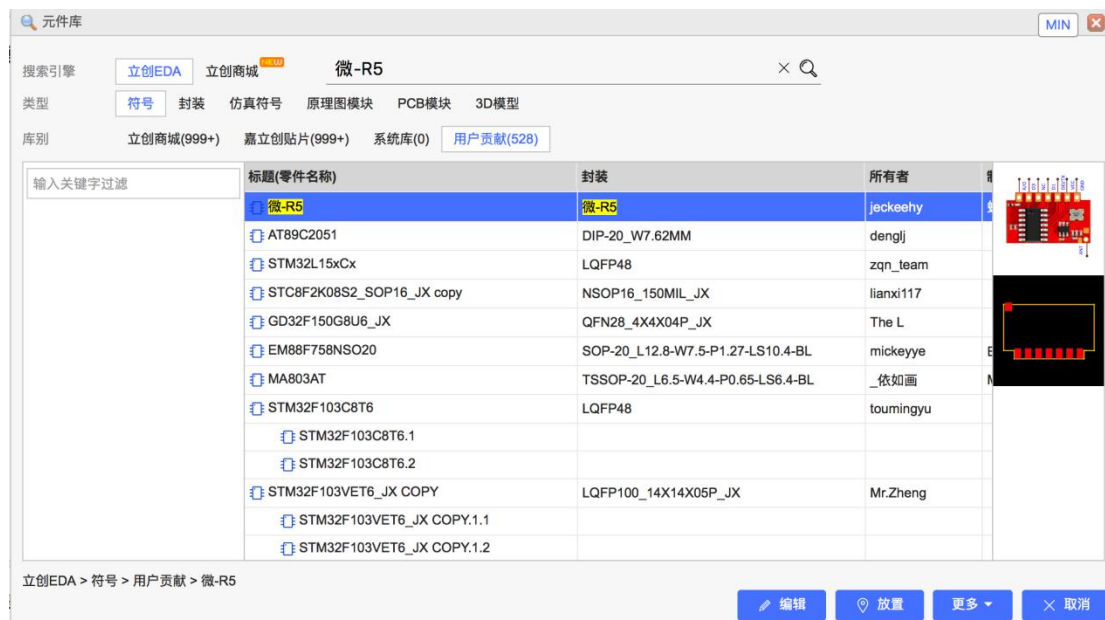 元件库 MIN
搜索引擎 立创EDA 立创商城 NEW 微-R5
类型 符号 封装 仿真符号 原理图模块 PCB模块 3D模型
库别 立创商城(999+) 嘉立创贴片(999+) 系统库(0) 用户贡献(528)
输入关键字过滤
标题(零件名称) 封装 所有者
微-R5 微-R5 jeckeehy
AT89C2051 DIP-20_W7.62MM denglj
STM32L15xCx LQFP48 zqn_team
STC8F2K08S2_SOP16_JX copy NSOP16_150MIL_JX lianxi117
GD32F150G8U6_JX QFN28_4X4X04P_JX The L
EM88F758NSO20 SOP-20_L12.8-W7.5-P1.27-LS10.4-BL mickeyye
MA803AT TSSOP-20_L6.5-W4.4-P0.65-LS6.4-BL _依如画
STM32F103C8T6 LQFP48 toumingyu
STM32F103C8T6.1
STM32F103C8T6.2
STM32F103VET6_JX COPY LQFP100_14X14X05P_JX Mr.Zheng
STM32F103VET6_JX COPY.1.1
STM32F103VET6_JX COPY.1.2
立创EDA > 符号 > 用户贡献 > 微-R5
编辑 放置 更多 取消